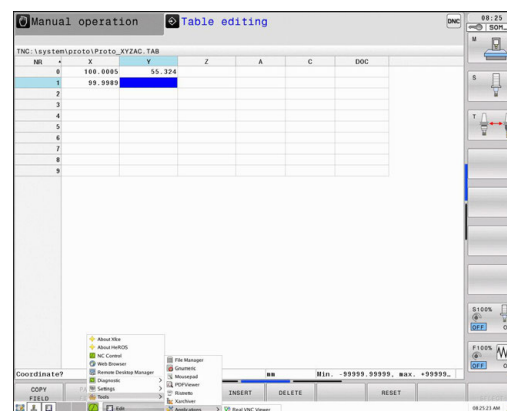 Manual operation
Table editing
DNC
08:25
SOM…
TNC:\system\proto\Proto_XYZAC.TAB
NR X Y Z A C DOC
0 100.0005 55.324
1 99.9989
2
3
4
5
6
7
8
9
M
S
T
S100%
OFF
F100%
OFF
About Xfce
About HeROS
NC Control
Web Browser
Remote Desktop Manager
Diagnostic
Settings
Tools
File Manager
Gnumeric
Mousepad
PDFViewer
Ristretto
Xarchiver
Applications
Real VNC Viewer
Edit
Coordinate?
mm Min. -99999.99999, max. +99999…
COPY
FIELD
INSERT
DELETE
RESET
08:25:23 AM